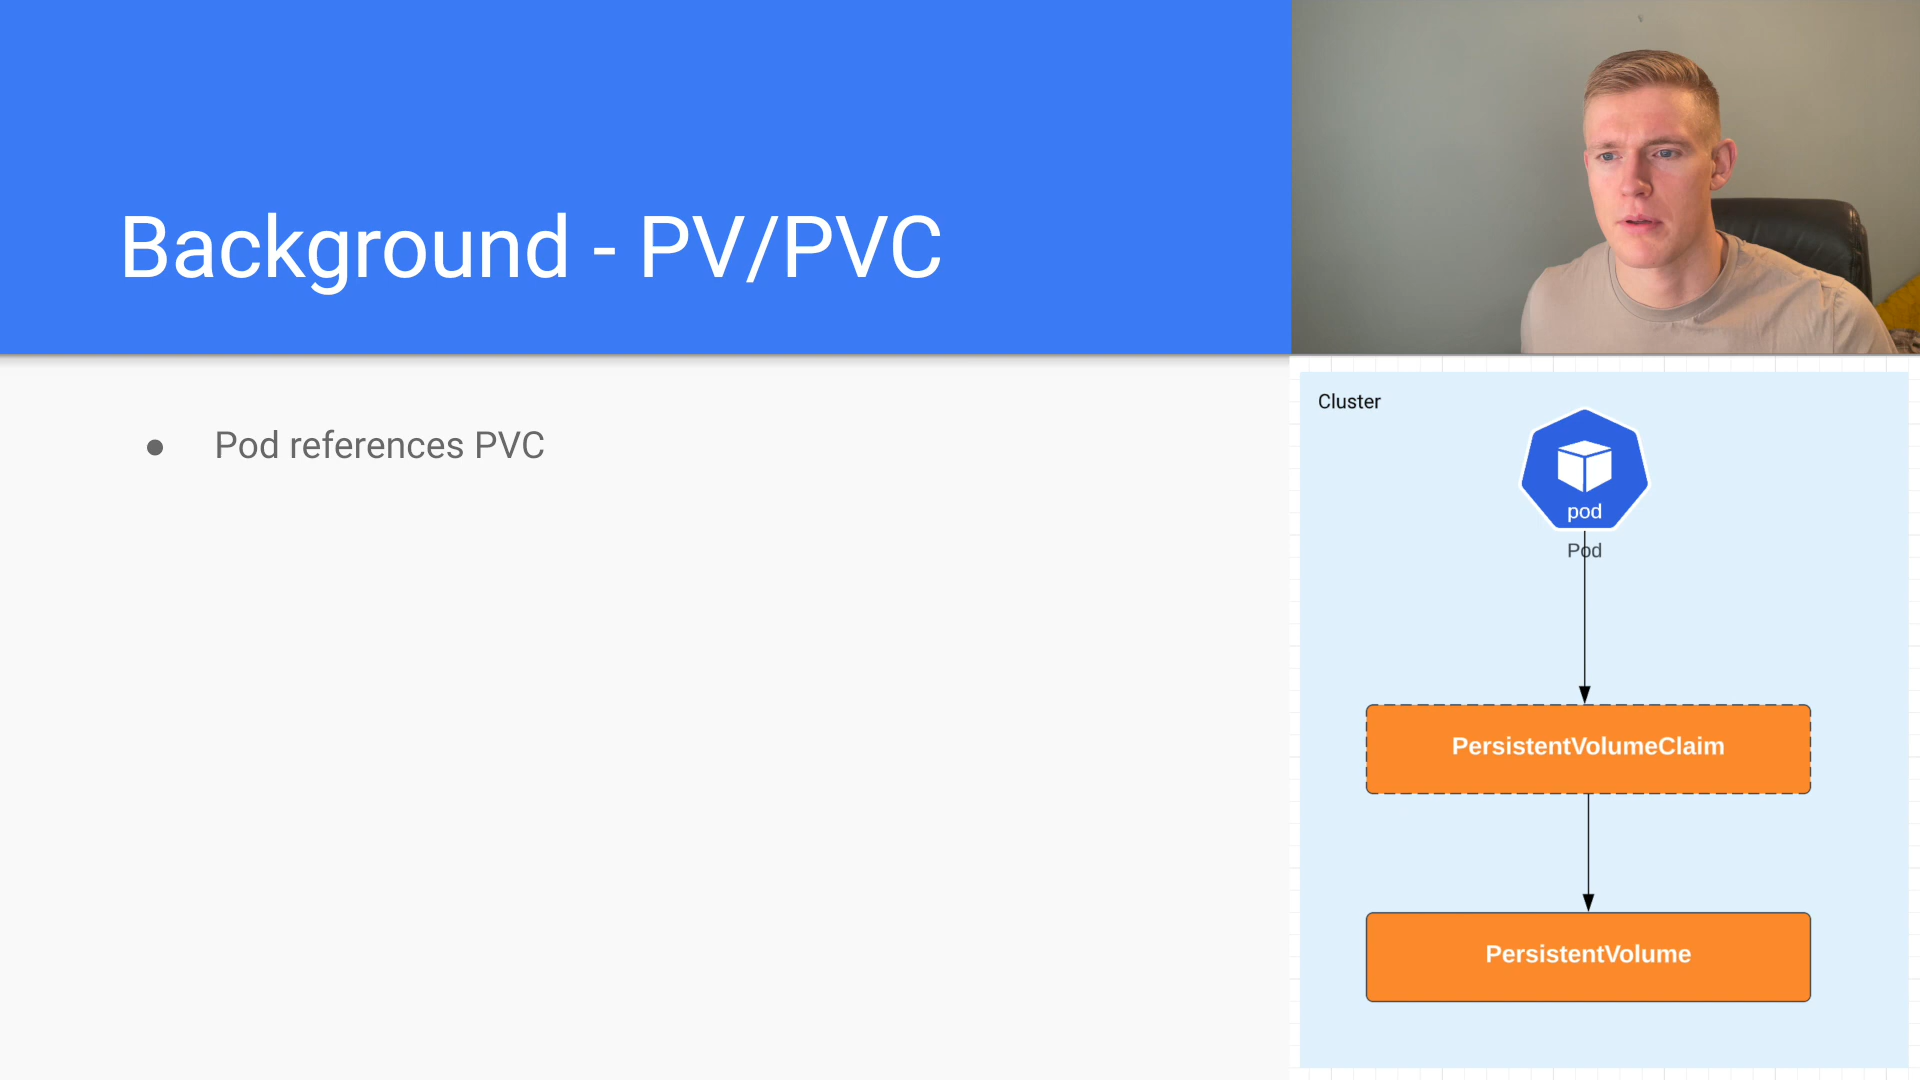 Background - PV/PVC
● Pod references PVC
Cluster
pod
Pod
PersistentVolumeClaim
PersistentVolume